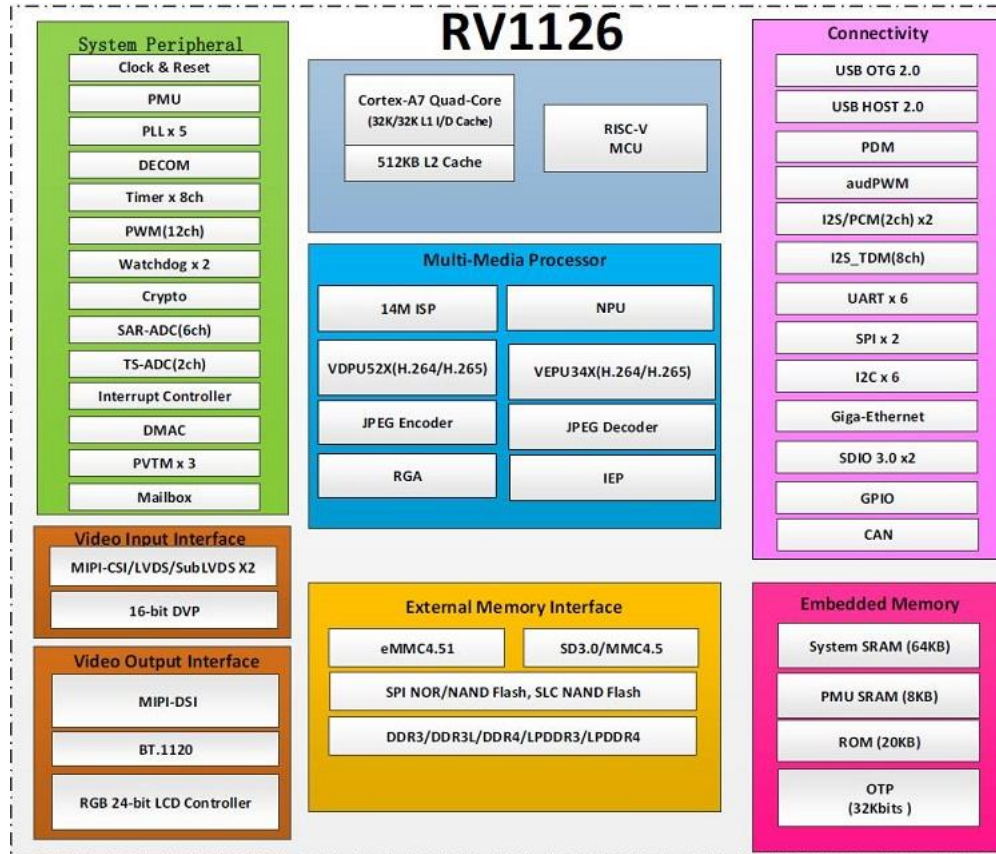 RV1126
System Peripheral
Clock & Reset
PMU
PLL x 5
DECOM
Timer x 8ch
PWM(12ch)
Watchdog x 2
Crypto
SAR-ADC(6ch)
TS-ADC(2ch)
Interrupt Controller
DMAC
PVTM x 3
Mailbox
Video Input Interface
MIPI-CSI/LVDS/SubLVDS X2
16-bit DVP
Video Output Interface
MIPI-DSI
BT.1120
RGB 24-bit LCD Controller
Cortex-A7 Quad-Core
(32K/32K L1 I/D Cache)
512KB L2 Cache
RISC-V
MCU
Multi-Media Processor
14M ISP
NPU
VDPU52X(H.264/H.265)
VEPU34X(H.264/H.265)
JPEG Encoder
JPEG Decoder
RGA
IEP
External Memory Interface
eMMC4.51
SD3.0/MMC4.5
SPI NOR/NAND Flash, SLC NAND Flash
DDR3/DDR3L/DDR4/LPDDR3/LPDDR4
Connectivity
USB OTG 2.0
USB HOST 2.0
PDM
audPWM
I2S/PCM(2ch) x2
I2S_TDM(8ch)
UART x 6
SPI x 2
I2C x 6
Giga-Ethernet
SDIO 3.0 x2
GPIO
CAN
Embedded Memory
System SRAM (64KB)
PMU SRAM (8KB)
ROM (20KB)
OTP
(32Kbits )